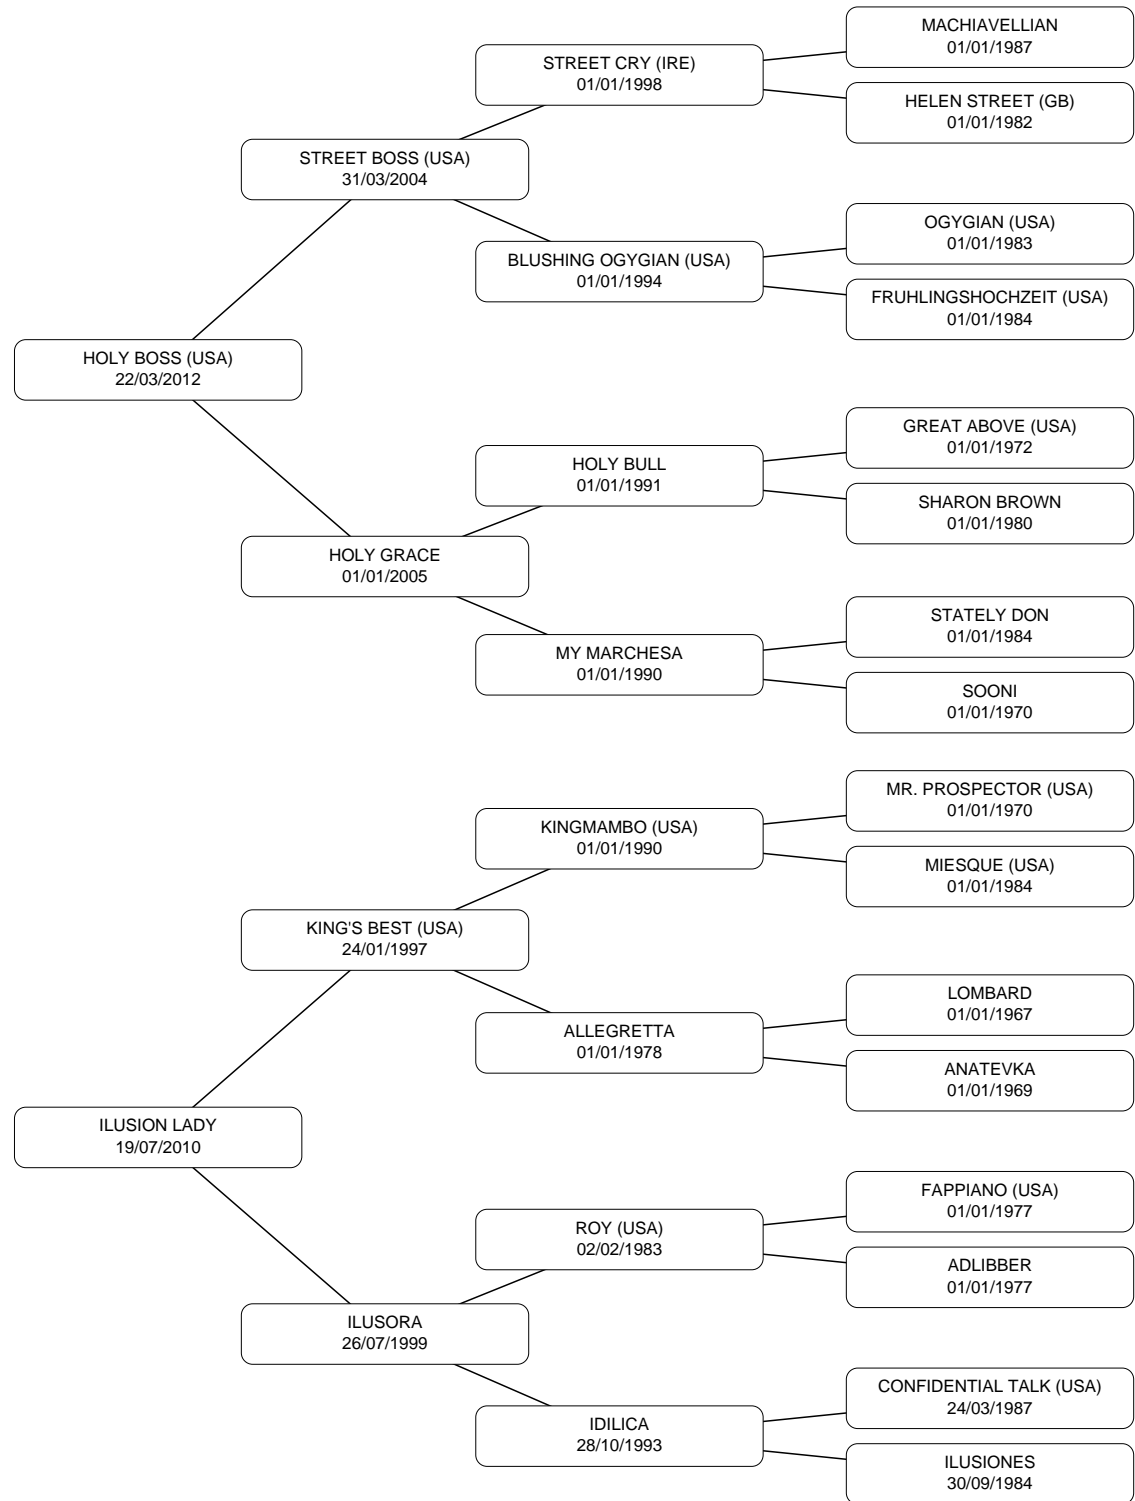 MACHIAVELLIAN
01/01/1987
STREET CRY (IRE)
01/01/1998
HELEN STREET (GB)
01/01/1982
STREET BOSS (USA)
31/03/2004
OGYGIAN (USA)
01/01/1983
BLUSHING OGYGIAN (USA)
01/01/1994
FRUHLINGSHOCHZEIT (USA)
01/01/1984
HOLY BOSS (USA)
22/03/2012
GREAT ABOVE (USA)
01/01/1972
HOLY BULL
01/01/1991
SHARON BROWN
01/01/1980
HOLY GRACE
01/01/2005
STATELY DON
01/01/1984
MY MARCHESA
01/01/1990
SOONI
01/01/1970
MR. PROSPECTOR (USA)
01/01/1970
KINGMAMBO (USA)
01/01/1990
MIESQUE (USA)
01/01/1984
KING'S BEST (USA)
24/01/1997
LOMBARD
01/01/1967
ALLEGRETTA
01/01/1978
ANATEVKA
01/01/1969
ILUSION LADY
19/07/2010
FAPPIANO (USA)
01/01/1977
ROY (USA)
02/02/1983
ADLIBBER
01/01/1977
ILUSORA
26/07/1999
CONFIDENTIAL TALK (USA)
24/03/1987
IDILICA
28/10/1993
ILUSIONES
30/09/1984